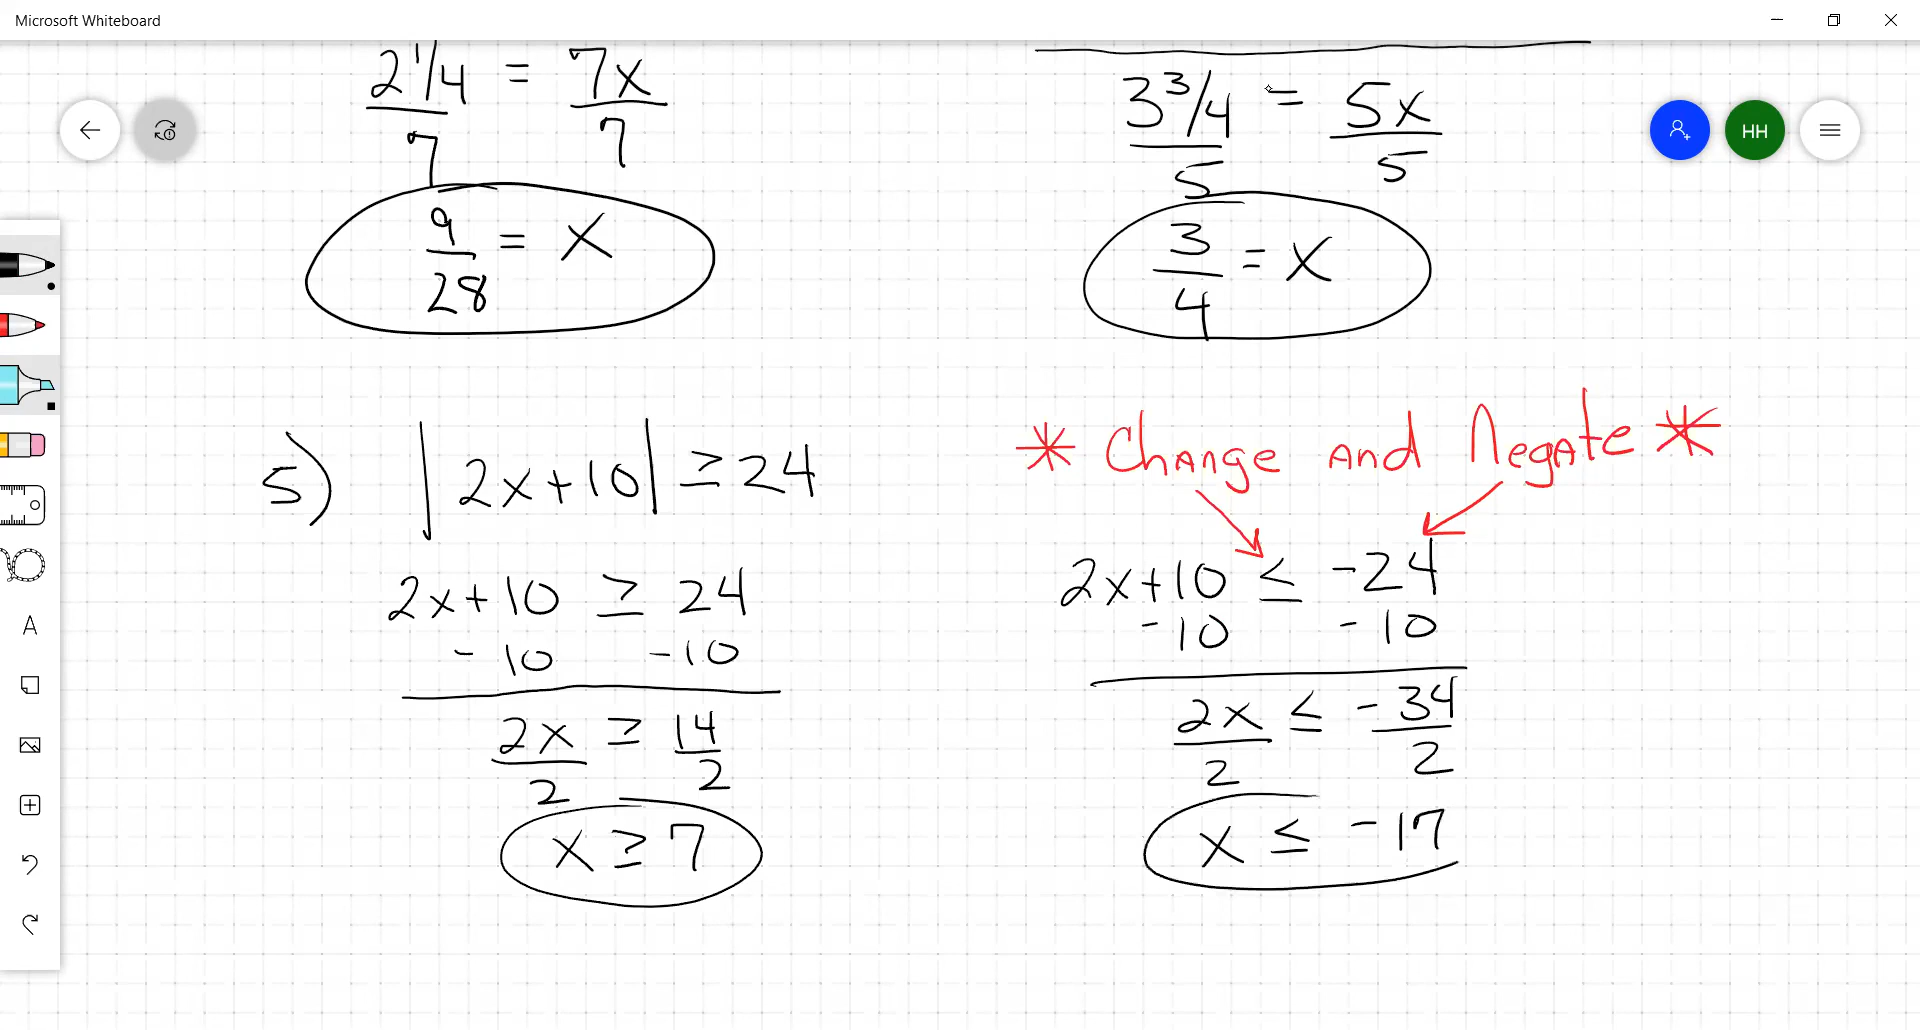 Microsoft Whiteboard
2 1/4 = 7x
7 7
9/28 = x
3 3/4 = 5x
5 5
3/4 = x
HH
5) |2x+10| ≥ 24
2x+10 ≥ 24
-10 -10
2x ≥ 14
2 2
x ≥ 7
* Change and Negate *
2x+10 ≤ -24
-10 -10
2x ≤ -34
2 2
x ≤ -17
A